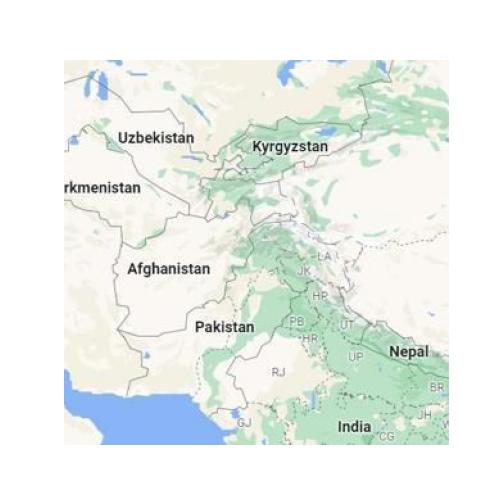 Uzbekistan
Kyrgyzstan
rkmenistan
LA
Afghanistan
JK
HP
PB
UT
Pakistan
HR
Nepal
UP
RJ
BR
JH
GJ
India
CG